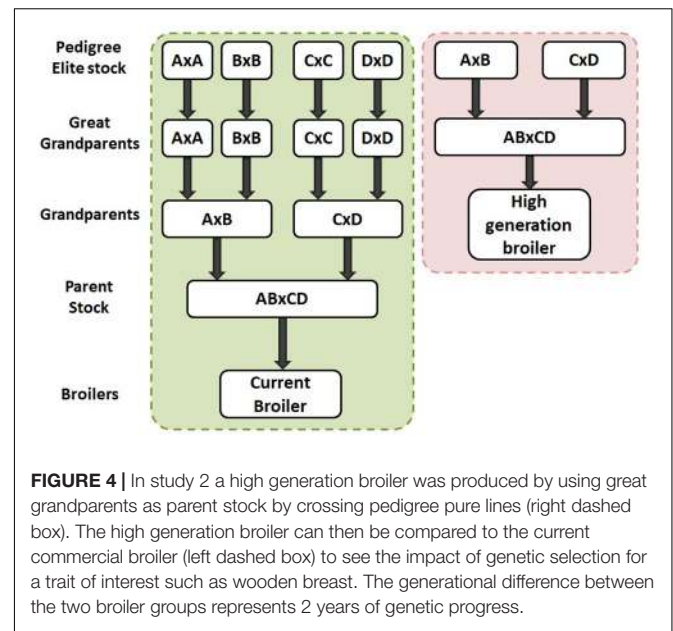 Pedigree
Elite stock
AxA
BxB
CxC
DxD
AxB
CxD
Great
Grandparents
AxA
BxB
CxC
DxD
ABxCD
Grandparents
AxB
CxD
High
generation
broiler
Parent
Stock
ABxCD
Broilers
Current
Broiler
FIGURE 4 | In study 2 a high generation broiler was produced by using great
grandparents as parent stock by crossing pedigree pure lines (right dashed
box). The high generation broiler can then be compared to the current
commercial broiler (left dashed box) to see the impact of genetic selection for
a trait of interest such as wooden breast. The generational difference between
the two broiler groups represents 2 years of genetic progress.